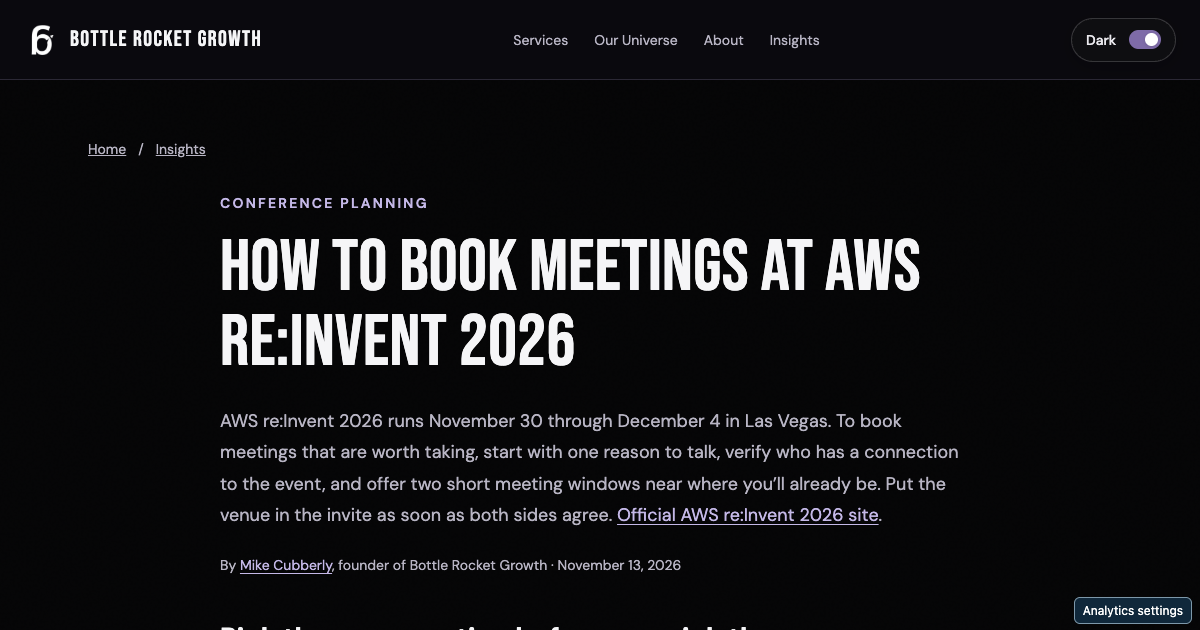 BOTTLE ROCKET GROWTH
Services
Our Universe
About
Insights
Dark
Home / Insights
CONFERENCE PLANNING
HOW TO BOOK MEETINGS AT AWS
RE:INVENT 2026
AWS re:Invent 2026 runs November 30 through December 4 in Las Vegas. To book
meetings that are worth taking, start with one reason to talk, verify who has a connection
to the event, and offer two short meeting windows near where you’ll already be. Put the
venue in the invite as soon as both sides agree. Official AWS re:Invent 2026 site.
By Mike Cubberly, founder of Bottle Rocket Growth · November 13, 2026
Analytics settings